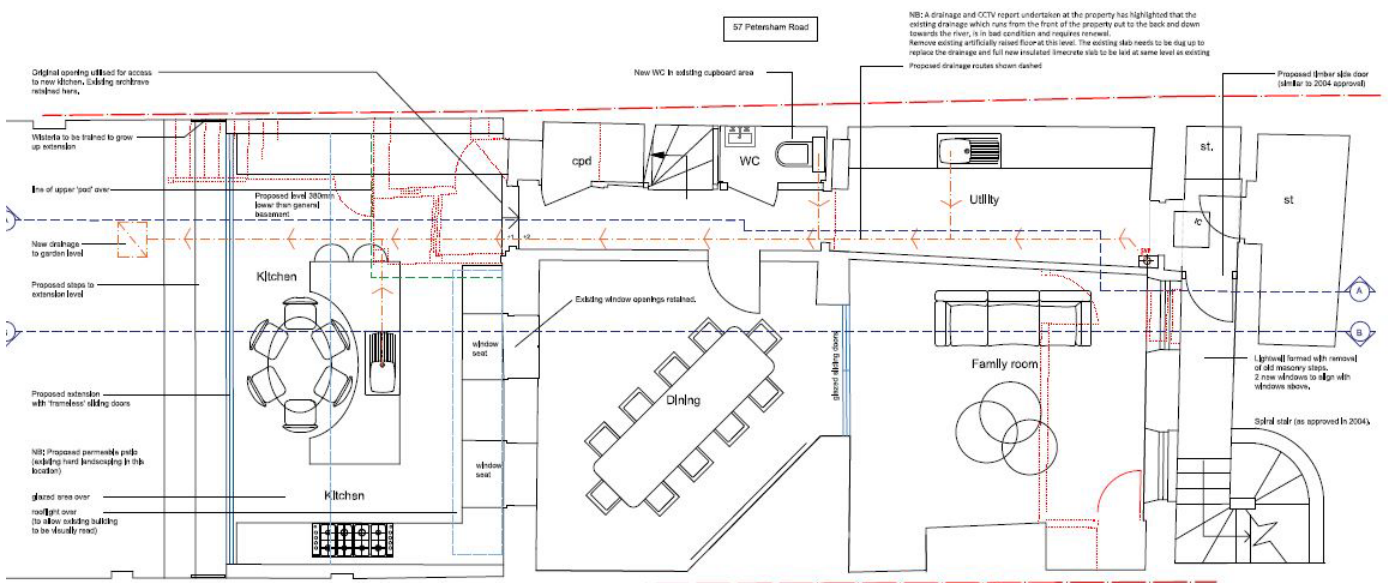 57 Petersham Road
NB: A drainage and CCTV report undertaken at the property has highlighted that the
existing drainage which runs from the front of the property out to the back and down
towards the river, is in bad condition and requires renewal.
Remove existing artificially raised floor at this level. The existing slab needs to be dug up to
replace the drainage and full new insulated limecrete slab to be laid at same level as existing
Proposed drainage routes shown dashed
Original opening utilised for access
to new kitchen. Existing architrave
retained here.
New WC in existing cupboard area
Proposed timber side door
(similar to 2004 approval)
Wisteria to be trained to grow
up extension
line of upper 'pod' over
Proposed level 380mm
lower than general
basement
cpd
WC
Utility
st.
st
IC
SVP
New drainage
to garden level
Kitchen
Proposed steps to
extension level
Existing window openings retained.
A
B
window
seat
glazed sliding doors
Family room
Dining
Lightwell formed with removal
of old masonry steps.
2 new windows to align with
windows above.
Proposed extension
with 'frameless' sliding doors
Spiral stair (as approved in 2004).
NB: Proposed permeable patio
(existing hard landscaping in this
location)
window
seat
glazed area over
Kitchen
rooflight over
(to allow existing building
to be visually read)